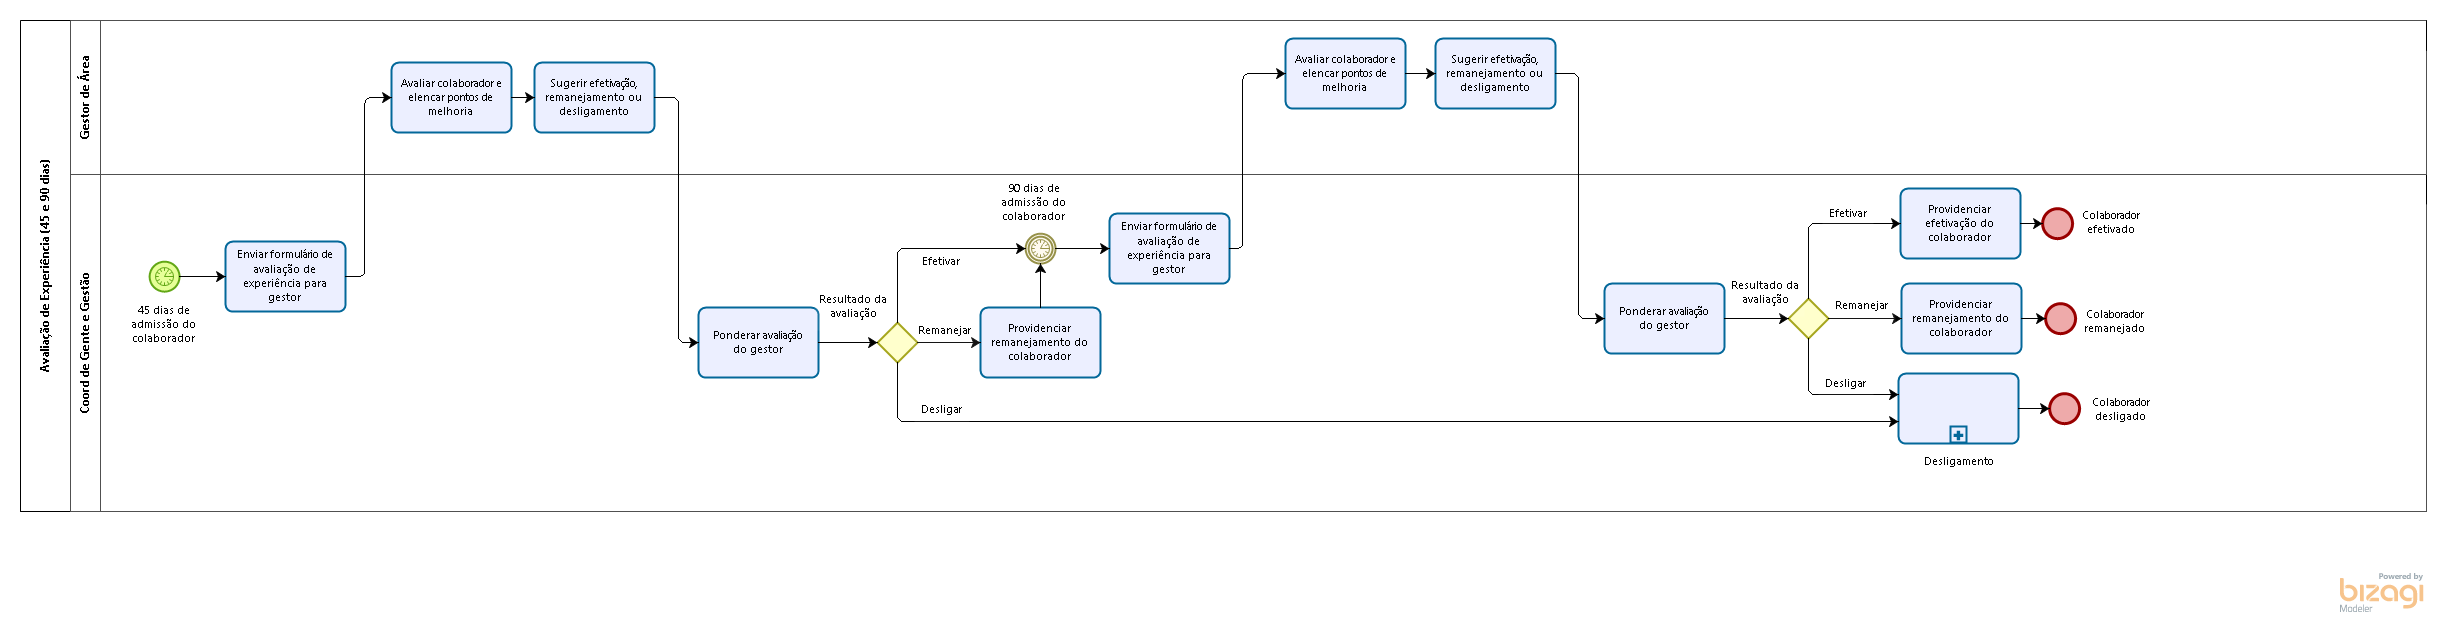 Avaliação de Experiência (45 e 90 dias)
Gestor de Área
Avaliar colaborador e
elencar pontos de
melhoria
Sugerir efetivação,
remanejamento ou
desligamento
Avaliar colaborador e
elencar pontos de
melhoria
Sugerir efetivação,
remanejamento ou
desligamento
Coord de Gente e Gestão
45 dias de
admissão do
colaborador
Enviar formulário de
avaliação de
experiência para
gestor
Ponderar avaliação
do gestor
Resultado da
avaliação
Efetivar
Remanejar
Desligar
Providenciar
remanejamento do
colaborador
90 dias de
admissão do
colaborador
Enviar formulário de
avaliação de
experiência para
gestor
Ponderar avaliação
do gestor
Resultado da
avaliação
Efetivar
Remanejar
Desligar
Providenciar
efetivação do
colaborador
Colaborador
efetivado
Providenciar
remanejamento do
colaborador
Colaborador
remanejado
Desligamento
Colaborador
desligado
Powered by
bizagi
Modeler